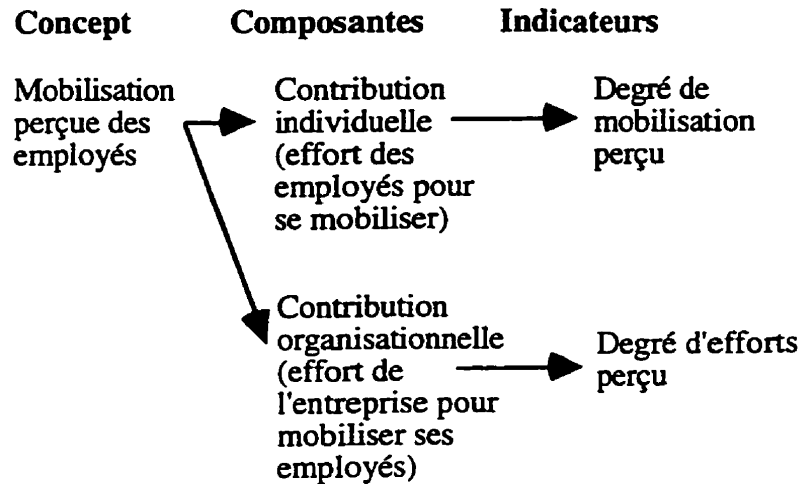 Concept Composantes Indicateurs
Mobilisation
perçue des
employés
Contribution
individuelle
(effort des
employés pour
se mobiliser)
Degré de
mobilisation
perçu
Contribution
organisationnelle
(effort de
l'entreprise pour
mobiliser ses
employés)
Degré d'efforts
perçu